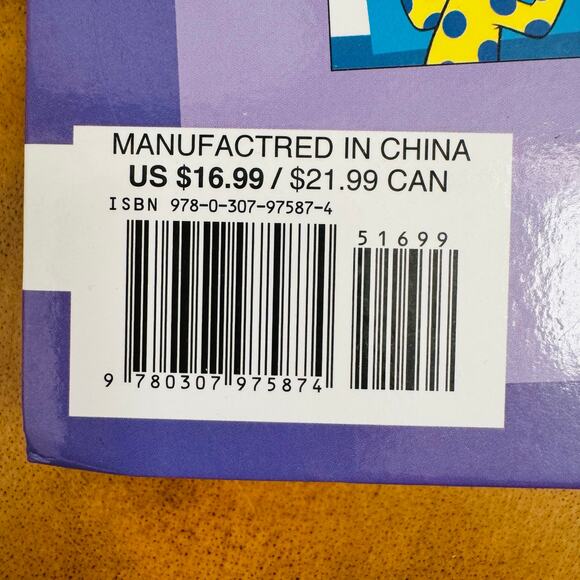 MANUFACTRED IN CHINA
US $16.99 / $21.99 CAN
ISBN 978-0-307-97587-4
51699
9 780307 975874